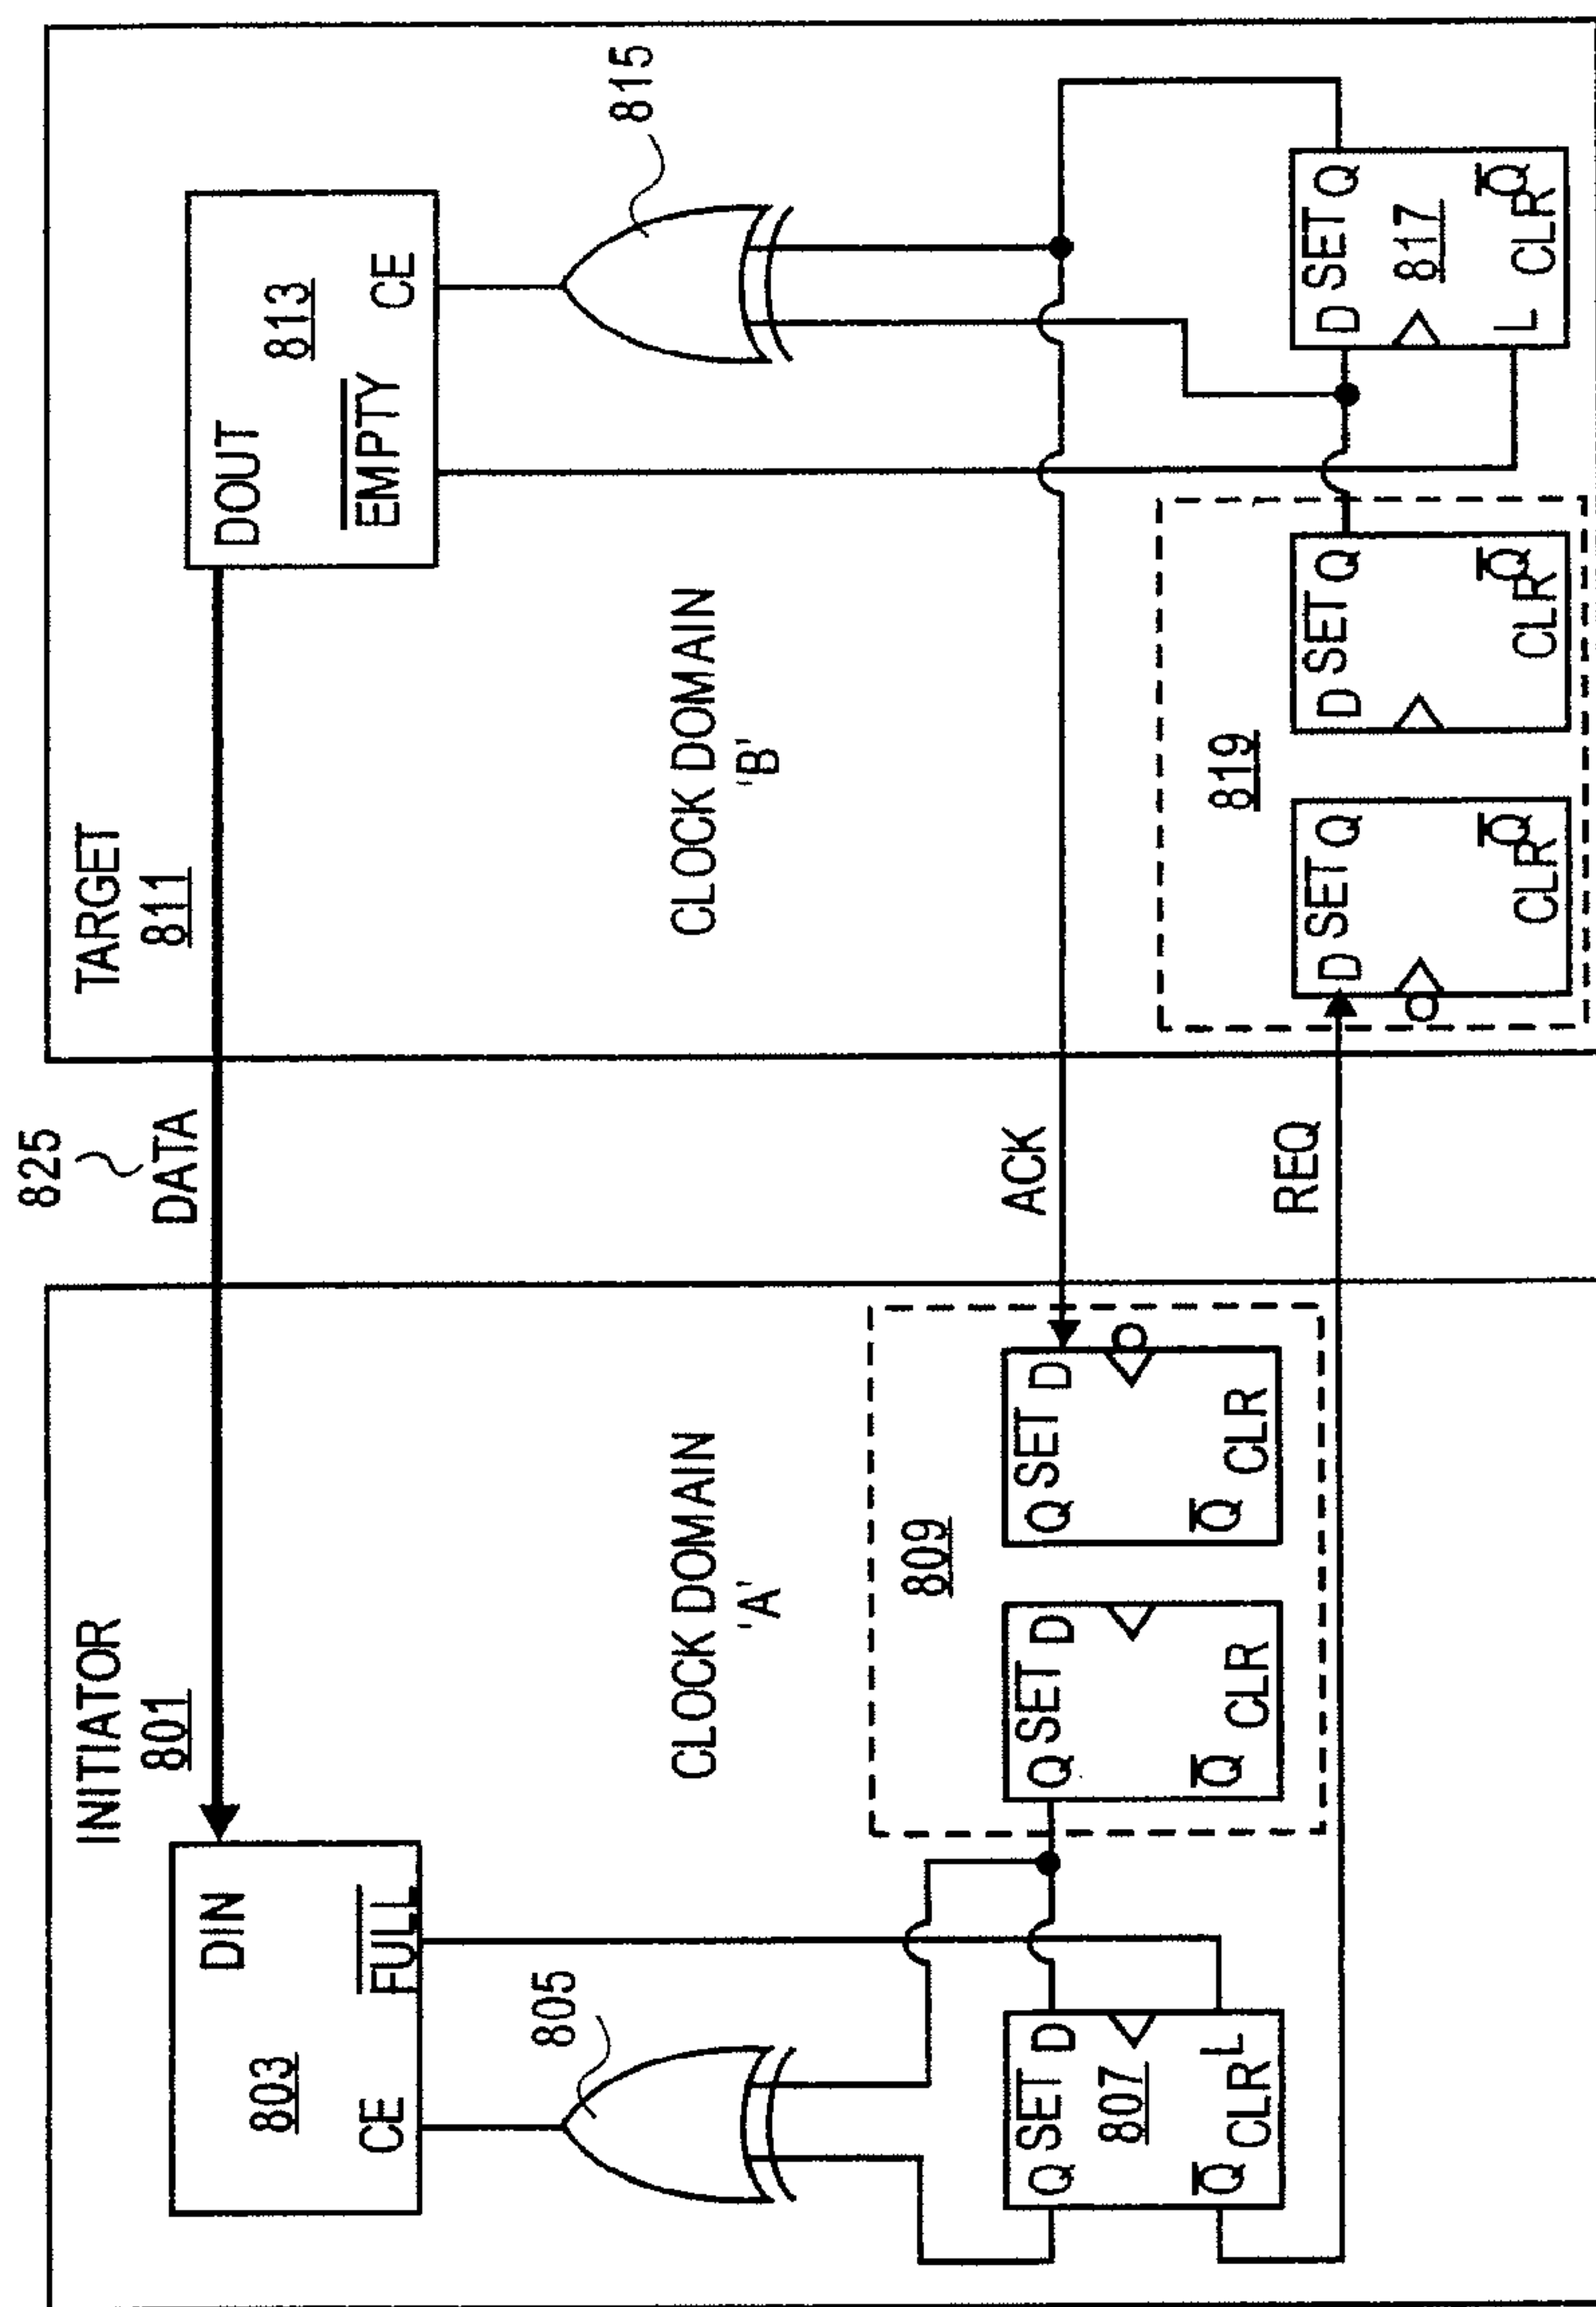 INITIATOR
801
825
DATA
TARGET
811
DIN
803
FULL
CE
DOUT
813
EMPTY
CE
805
815
CLOCK DOMAIN
'A'
CLOCK DOMAIN
'B'
ACK
REQ
809
819
Q SET D
807
Q CLR L
Q SET D
Q CLR
Q SET D
Q CLR
D SET Q
CLR Q
D SET Q
CLR Q
D SET Q
817
L CLR Q